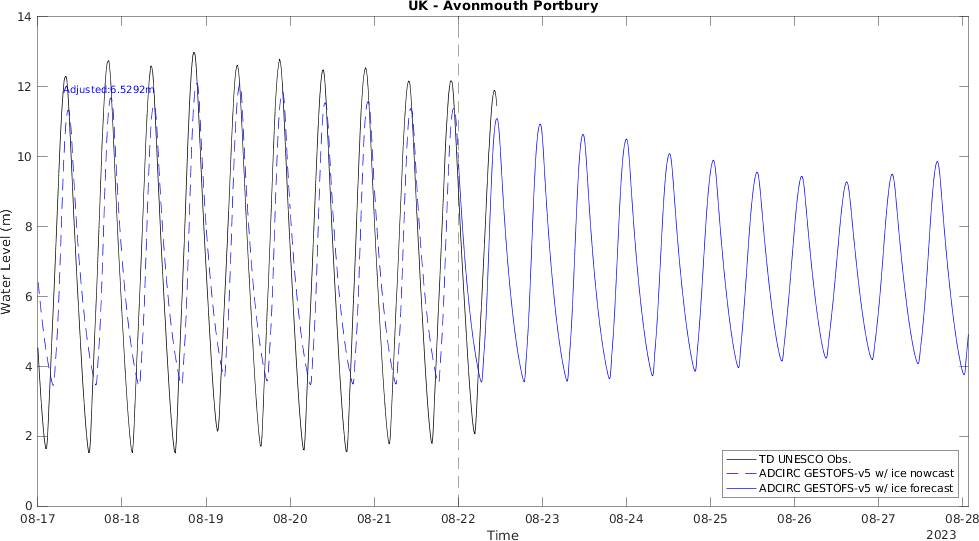 UK - Avonmouth Portbury
14
12
10
8
6
4
2
0
Water Level (m)
Adjusted:6.5292m
TD UNESCO Obs.
ADCIRC GESTOFS-v5 w/ ice nowcast
ADCIRC GESTOFS-v5 w/ ice forecast
08-17 08-18 08-19 08-20 08-21 08-22 08-23 08-24 08-25 08-26 08-27 08-28
Time
2023